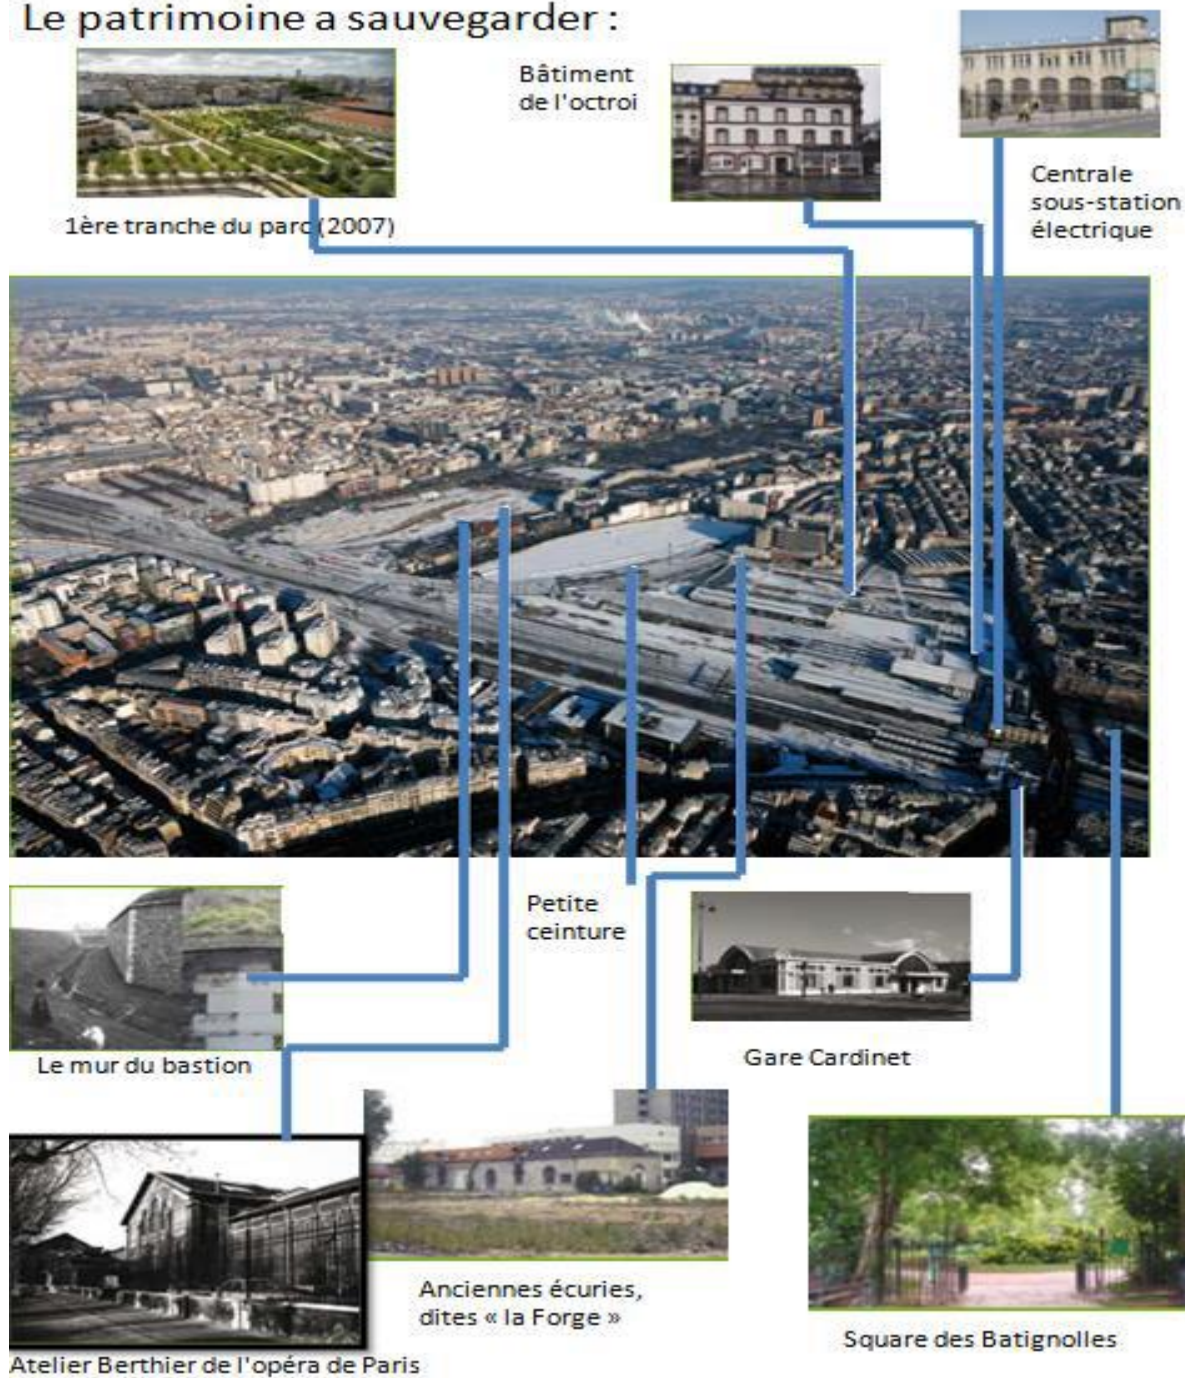 Le patrimoine a sauvegarder :
Bâtiment
de l'octroi
Centrale
sous-station
électrique
1ère tranche du parc (2007)
Petite
ceinture
Le mur du bastion
Gare Cardinet
Anciennes écuries,
dites « la Forge »
Square des Batignolles
Atelier Berthier de l'opéra de Paris